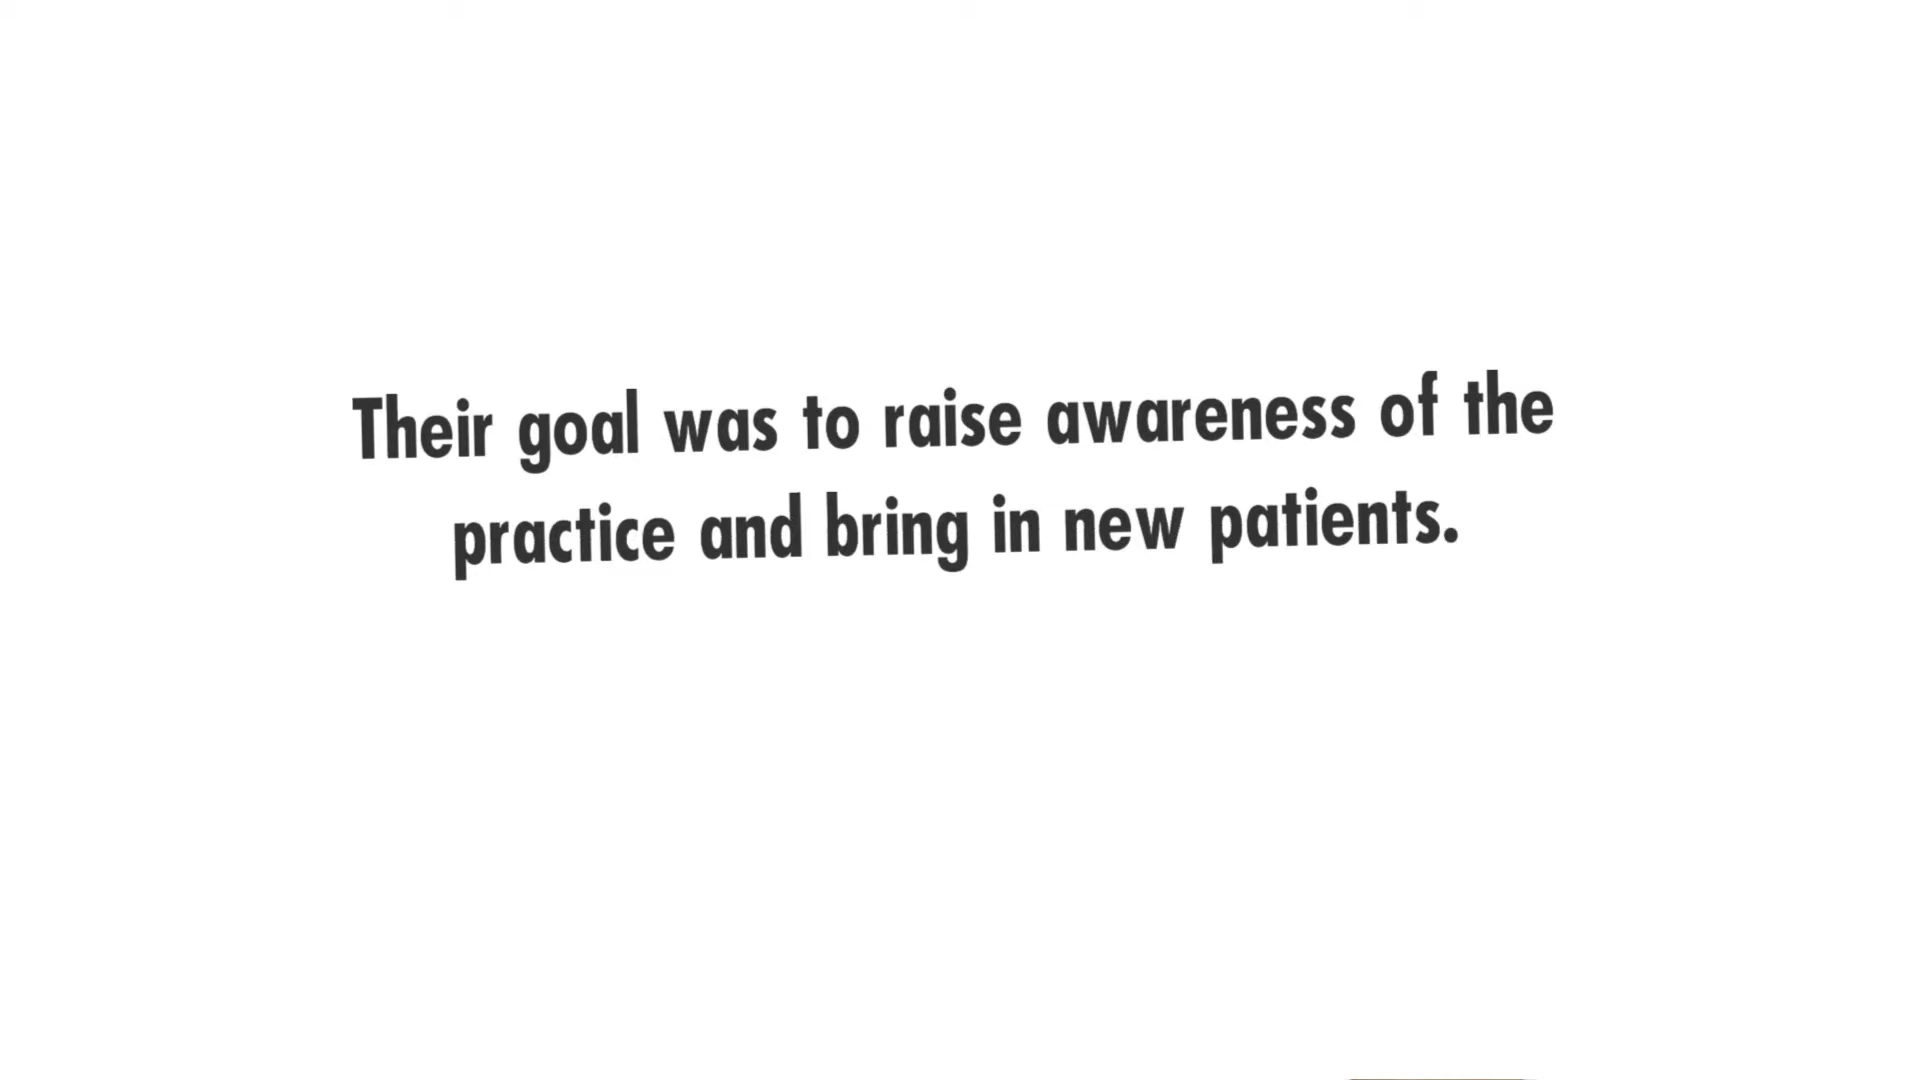 Their goal was to raise awareness of the
practice and bring in new patients.